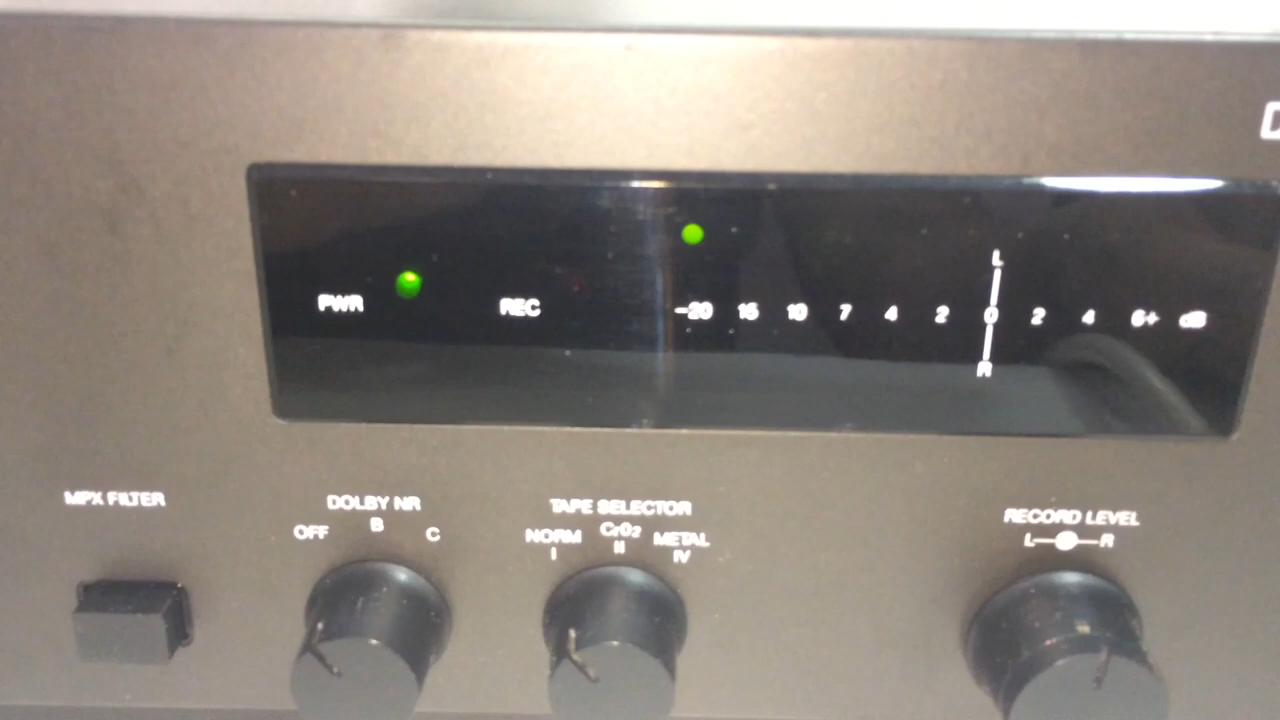 L
PWR REC -20 15 10 7 4 2 0 2 4 6+ dB
R
MPX FILTER
DOLBY NR
OFF B C
TAPE SELECTOR
NORM CrO2 METAL
I II IV
RECORD LEVEL
L R